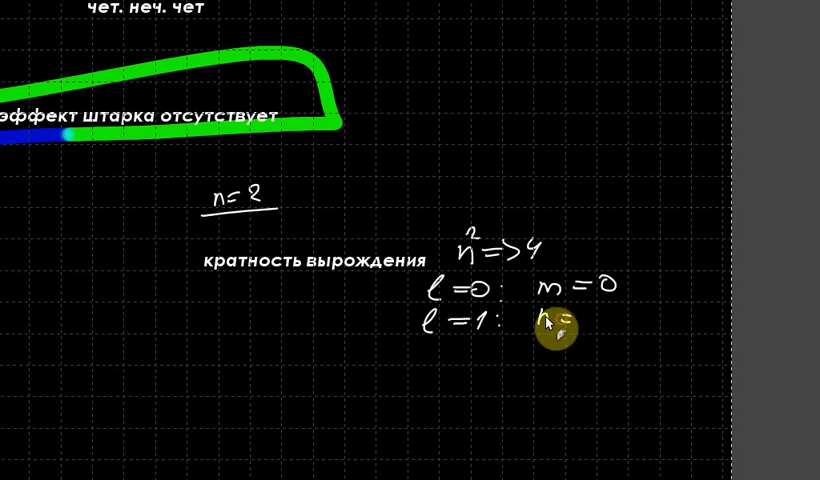 чет. неч. чет
эффект штарка отсутствует
n = 2
кратность вырождения n² => 4
l = 0 : m = 0
l = 1 : m =